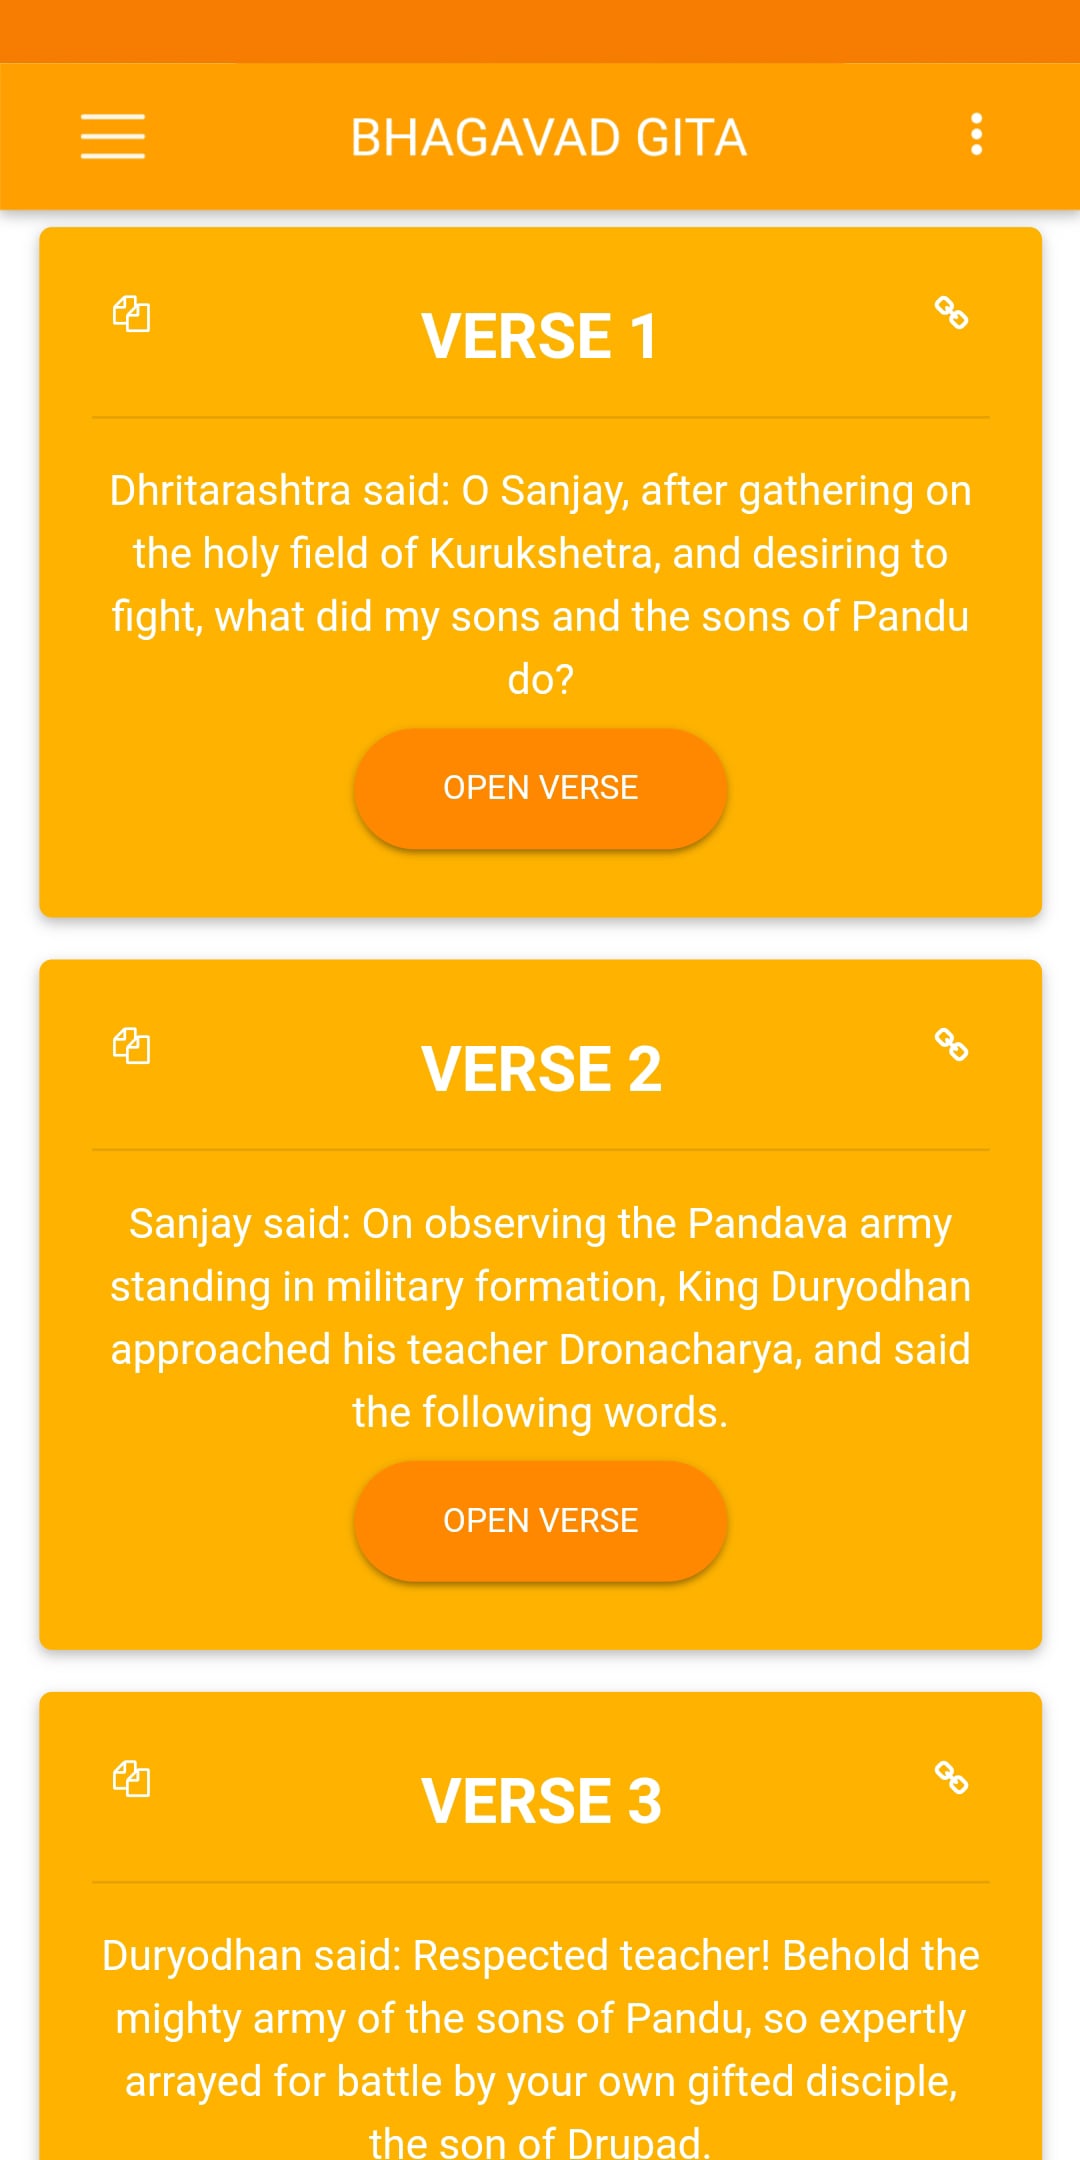 BHAGAVAD GITA
VERSE 1
Dhritarashtra said: O Sanjay, after gathering on
the holy field of Kurukshetra, and desiring to
fight, what did my sons and the sons of Pandu
do?
OPEN VERSE
VERSE 2
Sanjay said: On observing the Pandava army
standing in military formation, King Duryodhan
approached his teacher Dronacharya, and said
the following words.
OPEN VERSE
VERSE 3
Duryodhan said: Respected teacher! Behold the
mighty army of the sons of Pandu, so expertly
arrayed for battle by your own gifted disciple,
the son of Drupad.